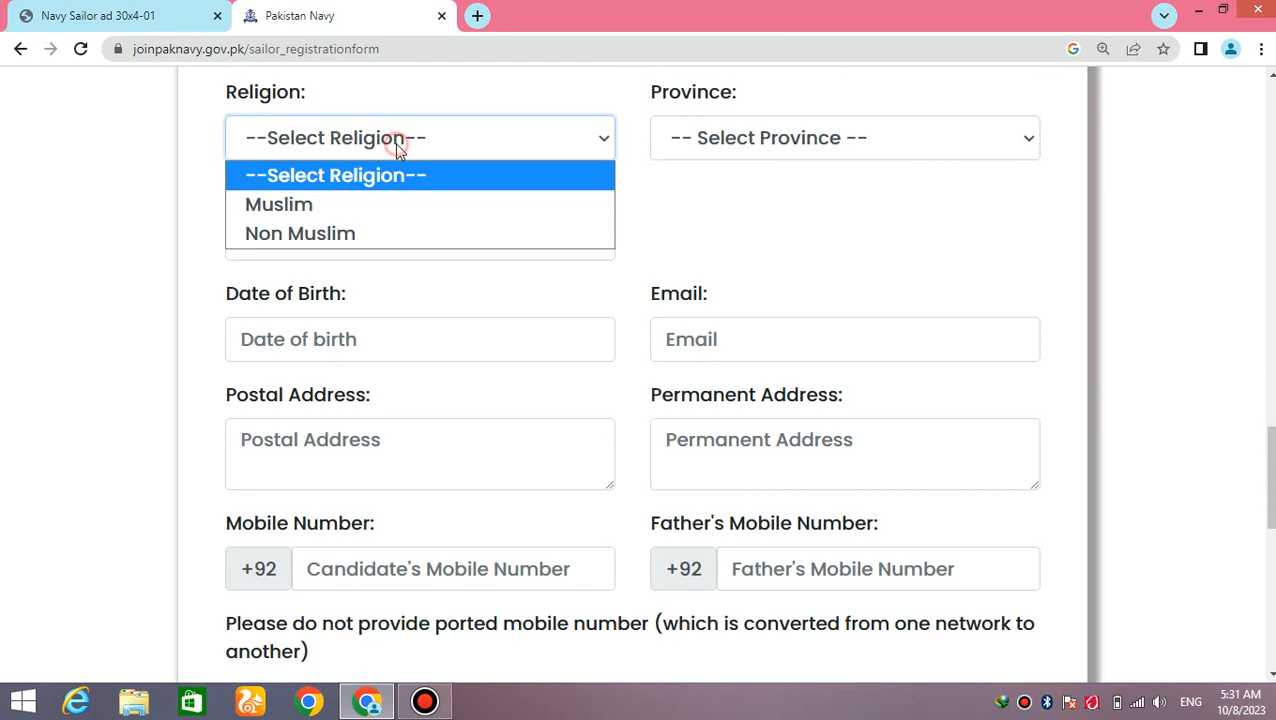 Navy Sailor ad 30x4-01
Pakistan Navy
joinpaknavy.gov.pk/sailor_registrationform
Religion:
Province:
--Select Religion--
-- Select Province --
--Select Religion--
Muslim
Non Muslim
Date of Birth:
Email:
Date of birth
Email
Postal Address:
Permanent Address:
Postal Address
Permanent Address
Mobile Number:
Father's Mobile Number:
+92
Candidate's Mobile Number
+92
Father's Mobile Number
Please do not provide ported mobile number (which is converted from one network to
another)
ENG
5:31 AM
10/8/2023